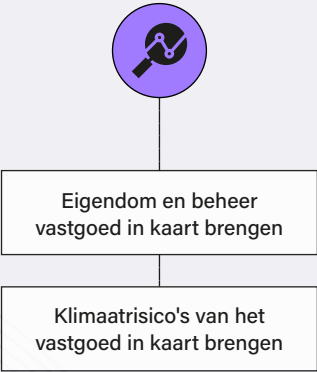 Eigendom en beheer
vastgoed in kaart brengen
Klimaatrisico's van het
vastgoed in kaart brengen